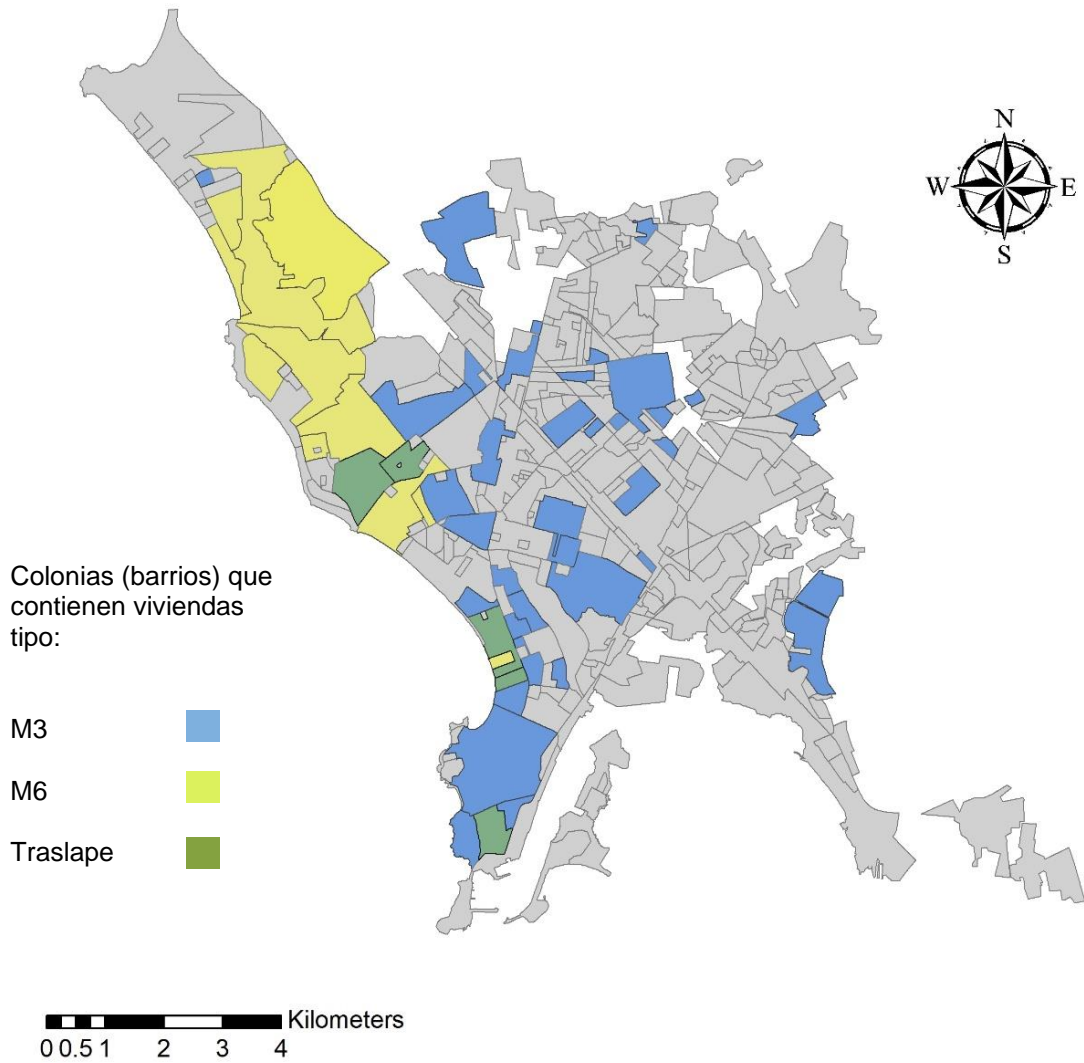 N
W E
S
Colonias (barrios) que
contienen viviendas
tipo:
M3
M6
Traslape
Kilometers
0 0.5 1 2 3 4